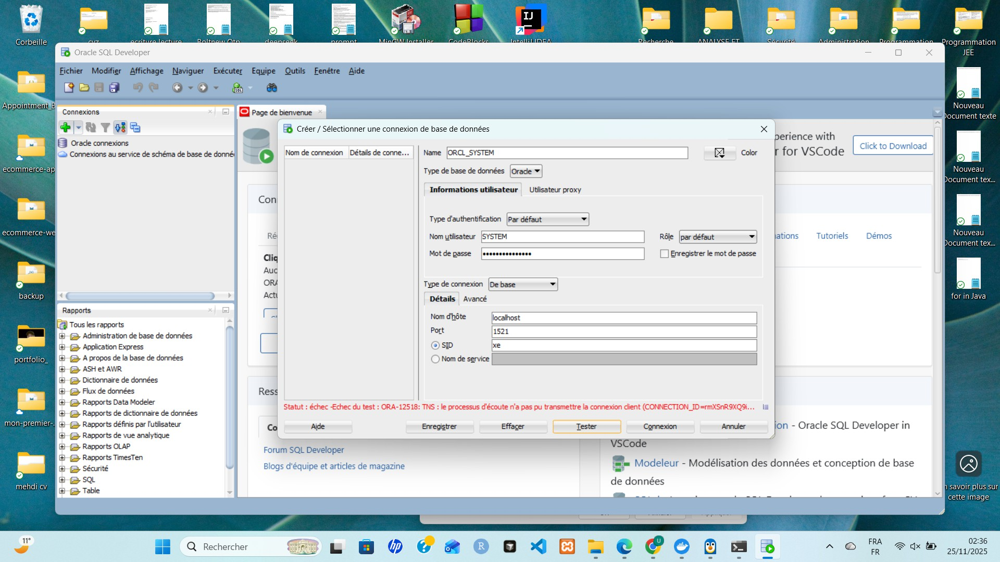 Corbeille
cyz
ecriture lecture
Boltnew Otp
deepseek
prompt
MinGW Installer
CodeBlocks
IntelliJ IDEA
Recherche
ANALYSE ET
Sécurité
Administration
Programmation
Programmation
JEE
Appointment_B
ecommerce-ap
ecommerce-we
backup
portfolio_
mon-premier-.
mehdi cv
Nouveau
Document texte
Nouveau
Document tex...
Nouveau
Document tex...
for in Java
n savoir plus sur
cette image
Oracle SQL Developer
Fichier Modifier Affichage Naviguer Exécuter Equipe Outils Fenêtre Aide
Connexions
Oracle connexions
Connexions au service de schéma de base de donné
Rapports
Tous les rapports
Administration de base de données
Application Express
A propos de la base de données
ASH et AWR
Dictionnaire de données
Flux de données
Rapports Data Modeler
Rapports de dictionnaire de données
Rapports définis par l'utilisateur
Rapports de vue analytique
Rapports OLAP
Rapports TimesTen
Sécurité
SQL
Table
Page de bienvenue
perience with
r for VSCode
Click to Download
Con
Ré
Cliq
Auc
ORA
Actu
Tutoriels
Démos
Ress
Co
Forum SQL Developer
Blogs d'équipe et articles de magazine
ion - Oracle SQL Developer in
VSCode
Modeleur - Modélisation des données et conception de base
de données
Créer / Sélectionner une connexion de base de données
Nom de connexion Détails de conne...
Name ORCL_SYSTEM Color
Type de base de données Oracle
Informations utilisateur Utilisateur proxy
Type d'authentification Par défaut
Nom utilisateur SYSTEM Rôle par défaut
Mot de passe ••••••••••••••• Enregistrer le mot de passe
Type de connexion De base
Détails Avancé
Nom d'hôte localhost
Port 1521
SID xe
Nom de service
Statut : échec -Echec du test : ORA-12518: TNS : le processus d'écoute n'a pas pu transmettre la connexion client (CONNECTION_ID=rmXSnR9XQ9i...
Aide Enregistrer Effacer Tester Connexion Annuler
11°
Rechercher
FRA
FR
02:36
25/11/2025